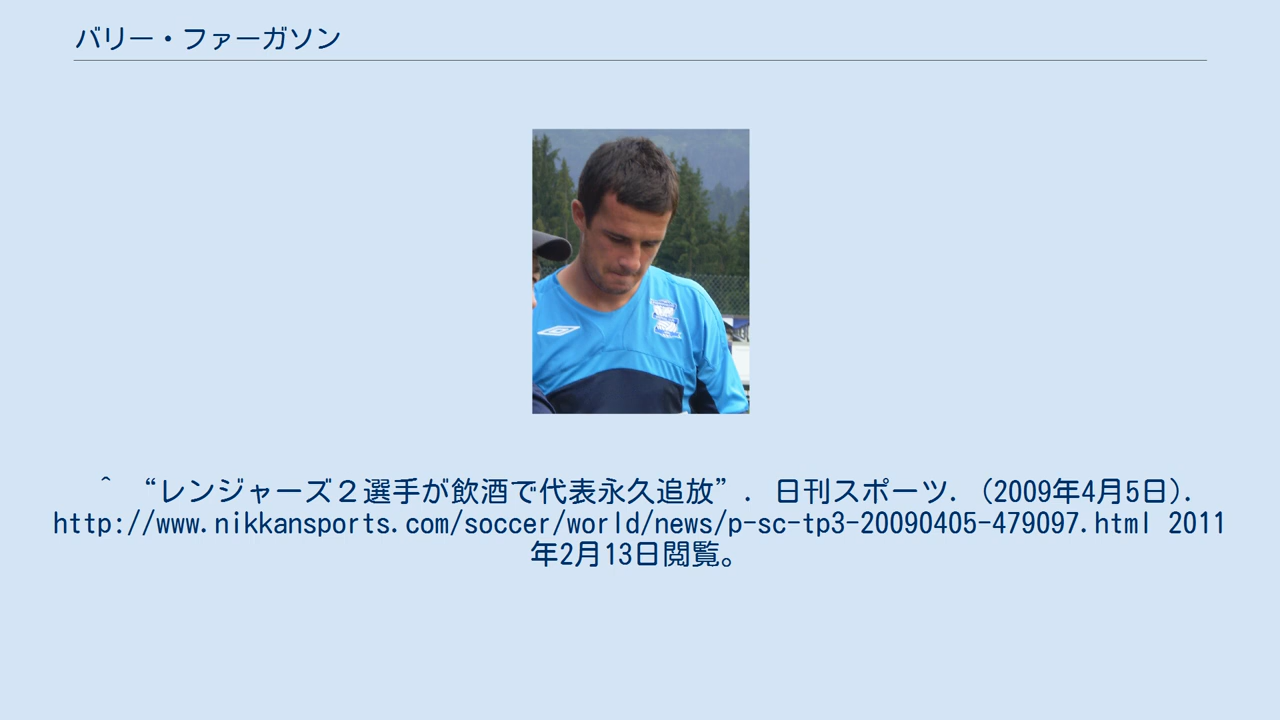 バリー・ファーガソン
^ “レンジャーズ２選手が飲酒で代表永久追放”. 日刊スポーツ. (2009年4月5日).
http://www.nikkansports.com/soccer/world/news/p-sc-tp3-20090405-479097.html 2011
年2月13日閲覧。